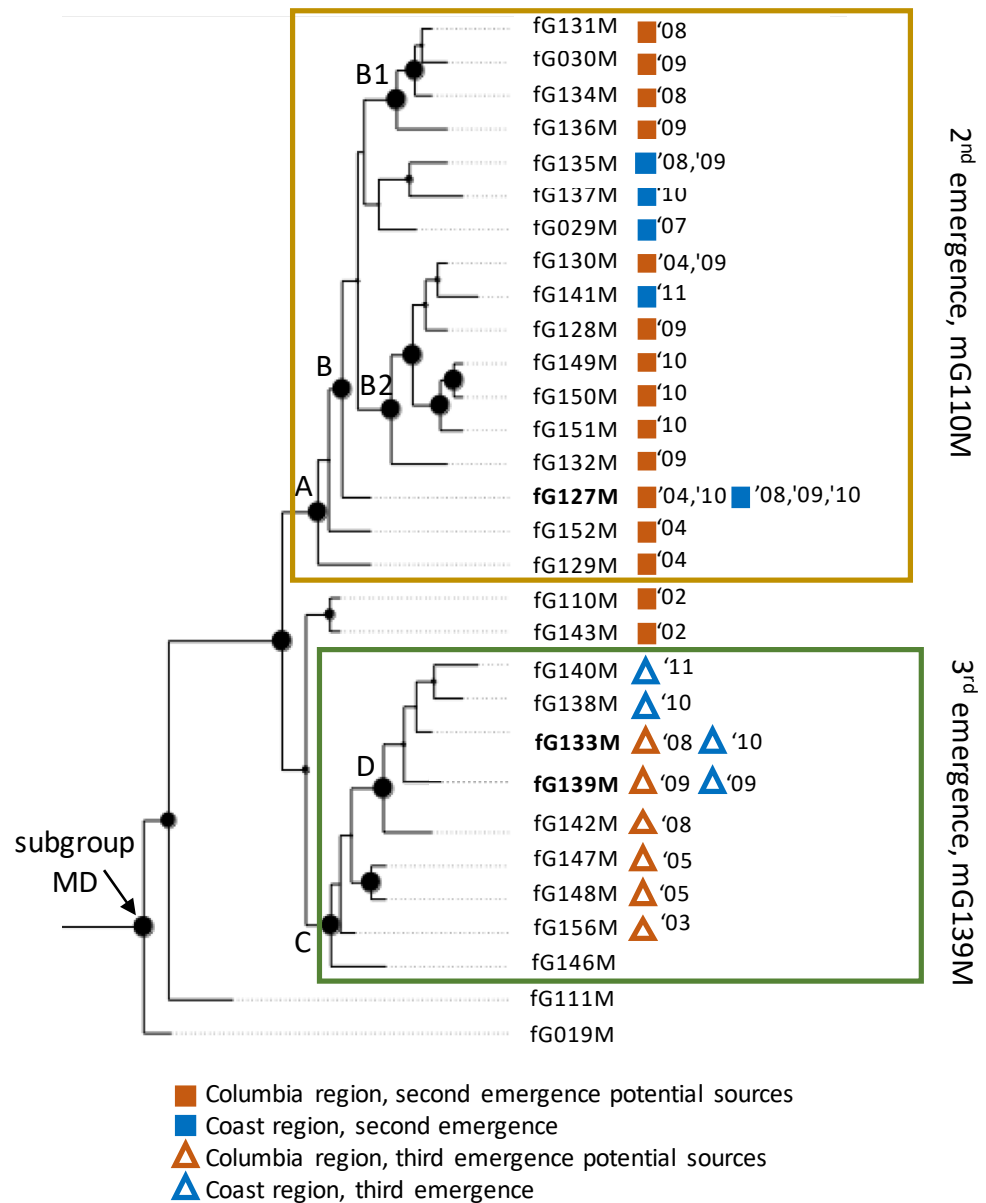 fG131M '08
fG030M '09
B1
fG134M '08
fG136M '09
fG135M '08,'09
fG137M '10
fG029M '07
fG130M '04,'09
fG141M '11
fG128M '09
B
B2
fG149M '10
fG150M '10
fG151M '10
fG132M '09
A
fG127M '04,'10 '08,'09,'10
fG152M '04
fG129M '04
2nd emergence, mG110M
fG110M '02
fG143M '02
fG140M '11
fG138M '10
fG133M '08 '10
D
fG139M '09 '09
fG142M '08
fG147M '05
fG148M '05
C
fG156M '03
fG146M
3rd emergence, mG139M
subgroup
MD
fG111M
fG019M
Columbia region, second emergence potential sources
Coast region, second emergence
Columbia region, third emergence potential sources
Coast region, third emergence